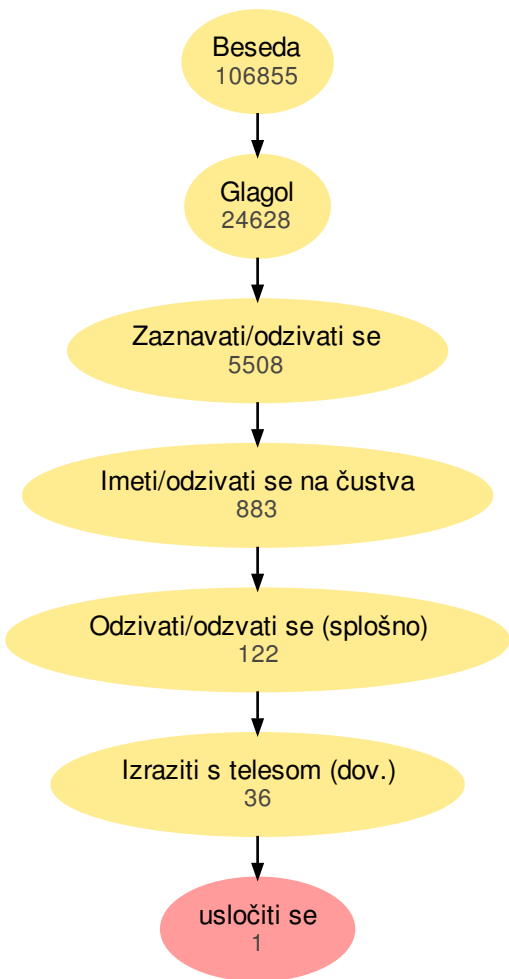 Beseda
106855
Glagol
24628
Zaznavati/odzivati se
5508
Imeti/odzivati se na čustva
883
Odzivati/odzvati se (splošno)
122
Izraziti s telesom (dov.)
36
usločiti se
1